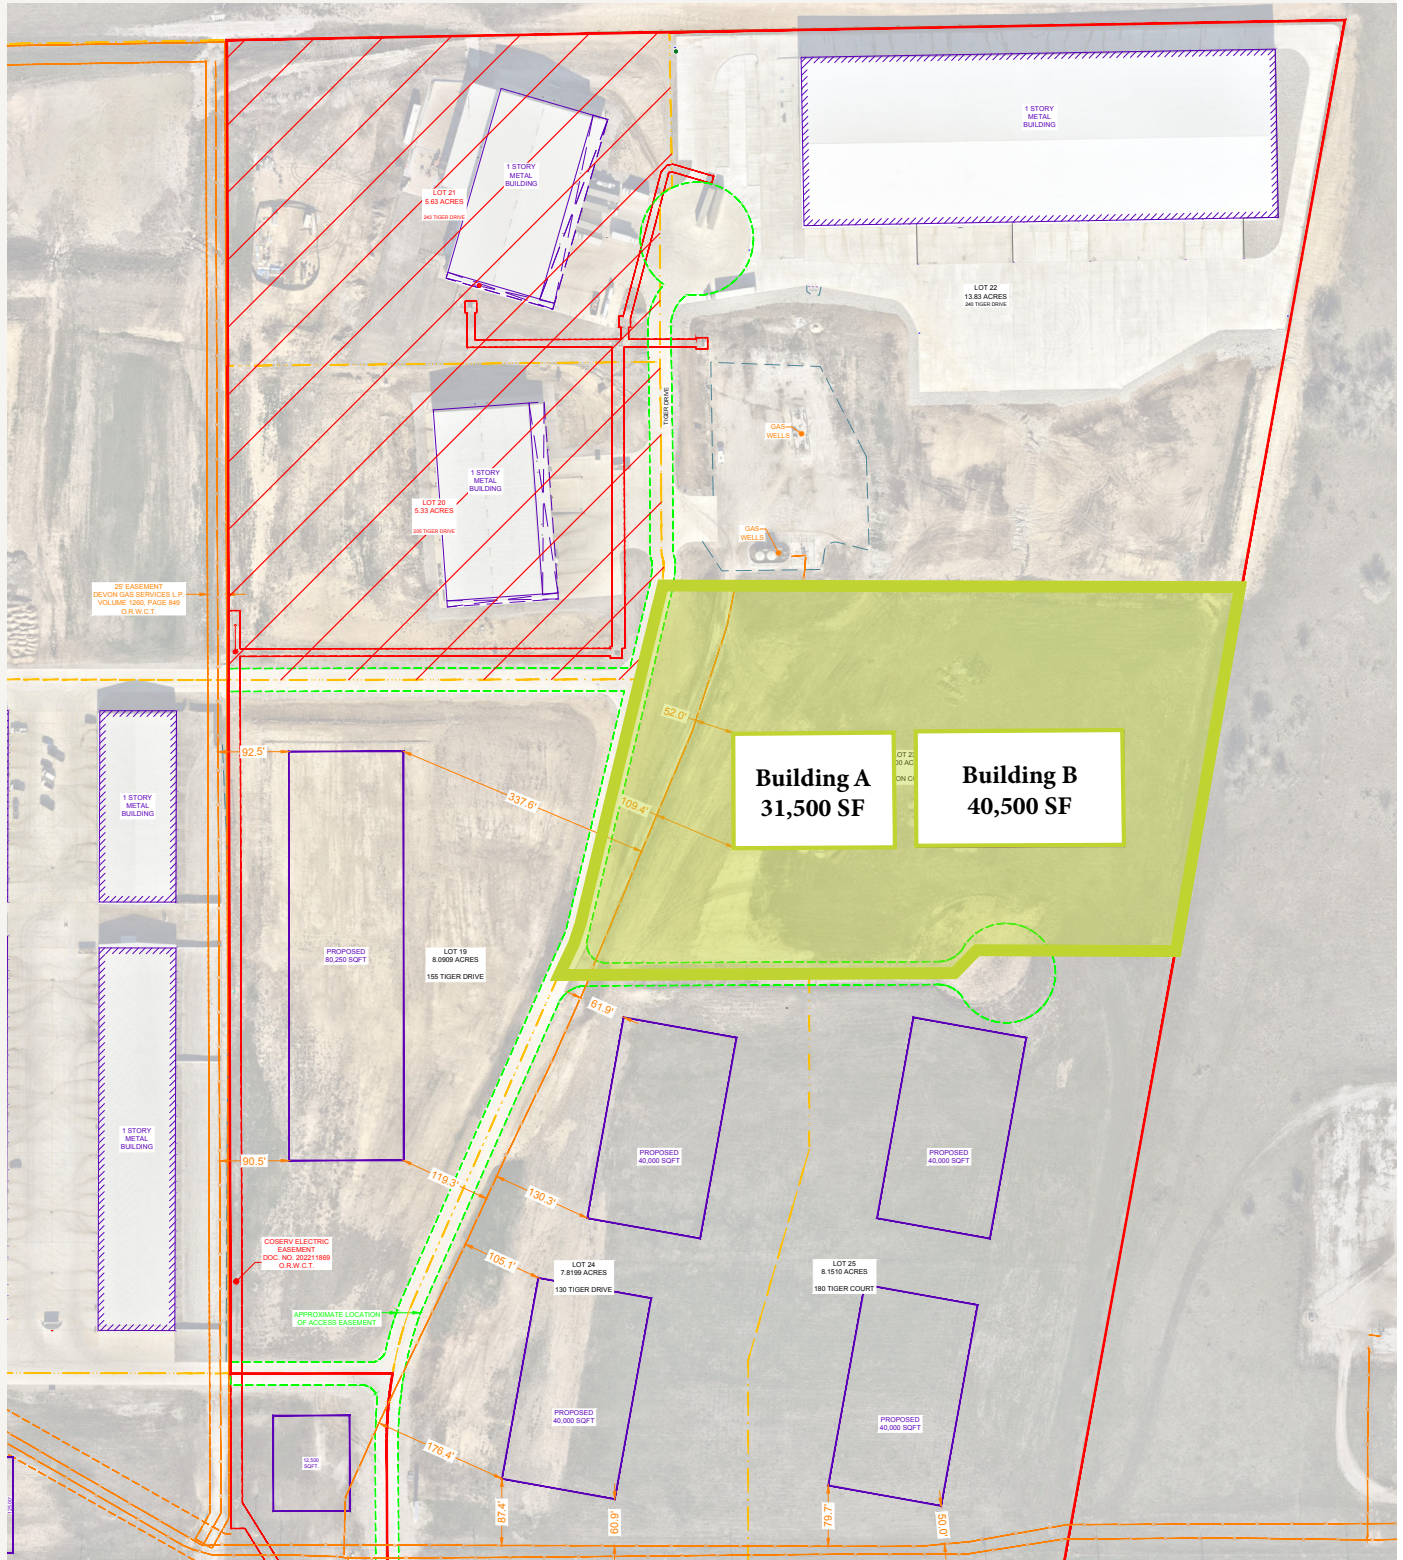 1 STORY
METAL
BUILDING
1 STORY
METAL
BUILDING
LOT 21
5.63 ACRES
LOT 22
13.83 ACRES
240 TIGER DRIVE
TIGER DRIVE
GAS
WELLS
1 STORY
METAL
BUILDING
LOT 20
5.33 ACRES
GAS
WELLS
25' EASEMENT
DEVON GAS SERVICES L.P.
VOLUME 1260, PAGE 849
O.R.W.C.T.
52.0'
92.5'
Building A
31,500 SF
Building B
40,500 SF
337.6'
109.4'
1 STORY
METAL
BUILDING
PROPOSED
80,250 SQFT
LOT 19
8.0909 ACRES
155 TIGER DRIVE
61.9'
1 STORY
METAL
BUILDING
PROPOSED
40,000 SQFT
PROPOSED
40,000 SQFT
90.5'
119.3'
130.3'
COSERV ELECTRIC
EASEMENT
DOC. NO. 202211869
O.R.W.C.T.
105.1'
LOT 24
7.8199 ACRES
130 TIGER DRIVE
LOT 25
8.1510 ACRES
180 TIGER COURT
APPROXIMATE LOCATION
OF ACCESS EASEMENT
PROPOSED
40,000 SQFT
PROPOSED
40,000 SQFT
176.4'
12,500
SQFT.
87.4'
60.9'
79.7'
50.0'